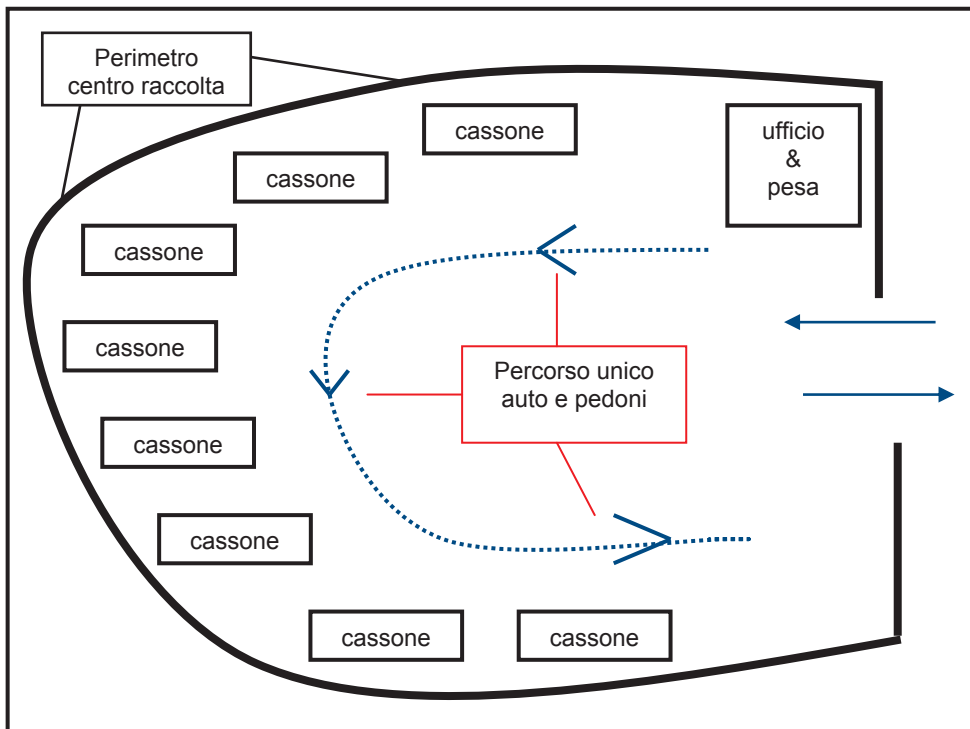 Perimetro
centro raccolta
cassone
ufficio
&
pesa
cassone
cassone
cassone
Percorso unico
auto e pedoni
cassone
cassone
cassone
cassone